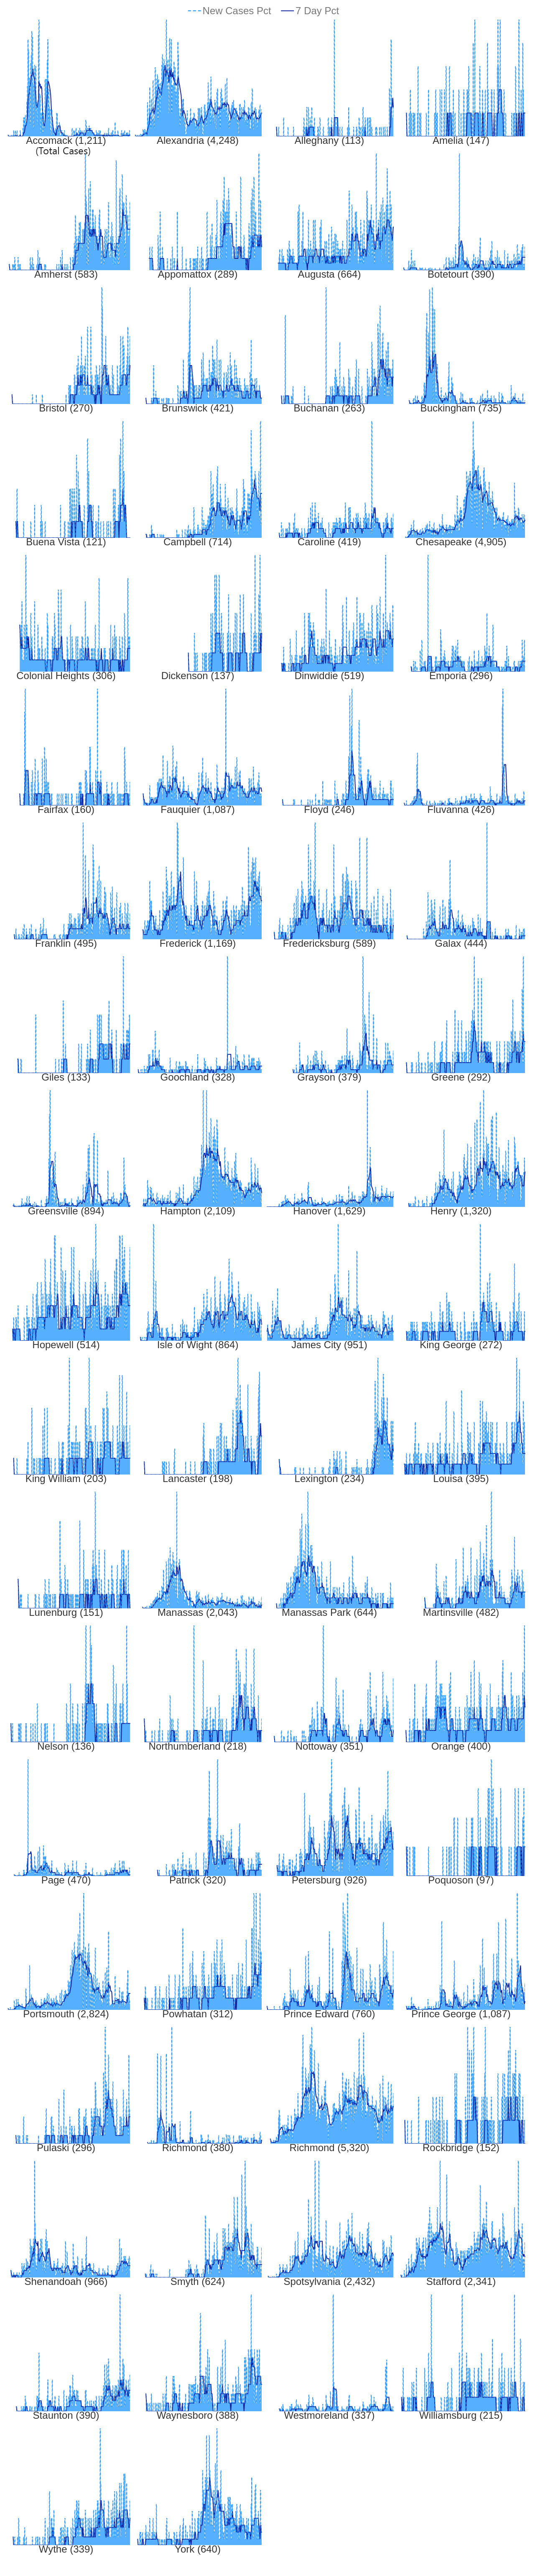 New Cases Pct 7 Day Pct
Accomack (1,211) Alexandria (4,248) Alleghany (113) Amelia (147)
(Total Cases)
Amherst (583) Appomattox (289) Augusta (664) Botetourt (390)
Bristol (270) Brunswick (421) Buchanan (263) Buckingham (735)
Buena Vista (121) Campbell (714) Caroline (419) Chesapeake (4,905)
Colonial Heights (306) Dickenson (137) Dinwiddie (519) Emporia (296)
Fairfax (160) Fauquier (1,087) Floyd (246) Fluvanna (426)
Franklin (495) Frederick (1,169) Fredericksburg (589) Galax (444)
Giles (133) Goochland (328) Grayson (379) Greene (292)
Greensville (894) Hampton (2,109) Hanover (1,629) Henry (1,320)
Hopewell (514) Isle of Wight (864) James City (951) King George (272)
King William (203) Lancaster (198) Lexington (234) Louisa (395)
Lunenburg (151) Manassas (2,043) Manassas Park (644) Martinsville (482)
Nelson (136) Northumberland (218) Nottoway (351) Orange (400)
Page (470) Patrick (320) Petersburg (926) Poquoson (97)
Portsmouth (2,824) Powhatan (312) Prince Edward (760) Prince George (1,087)
Pulaski (296) Richmond (380) Richmond (5,320) Rockbridge (152)
Shenandoah (966) Smyth (624) Spotsylvania (2,432) Stafford (2,341)
Staunton (390) Waynesboro (388) Westmoreland (337) Williamsburg (215)
Wythe (339) York (640)